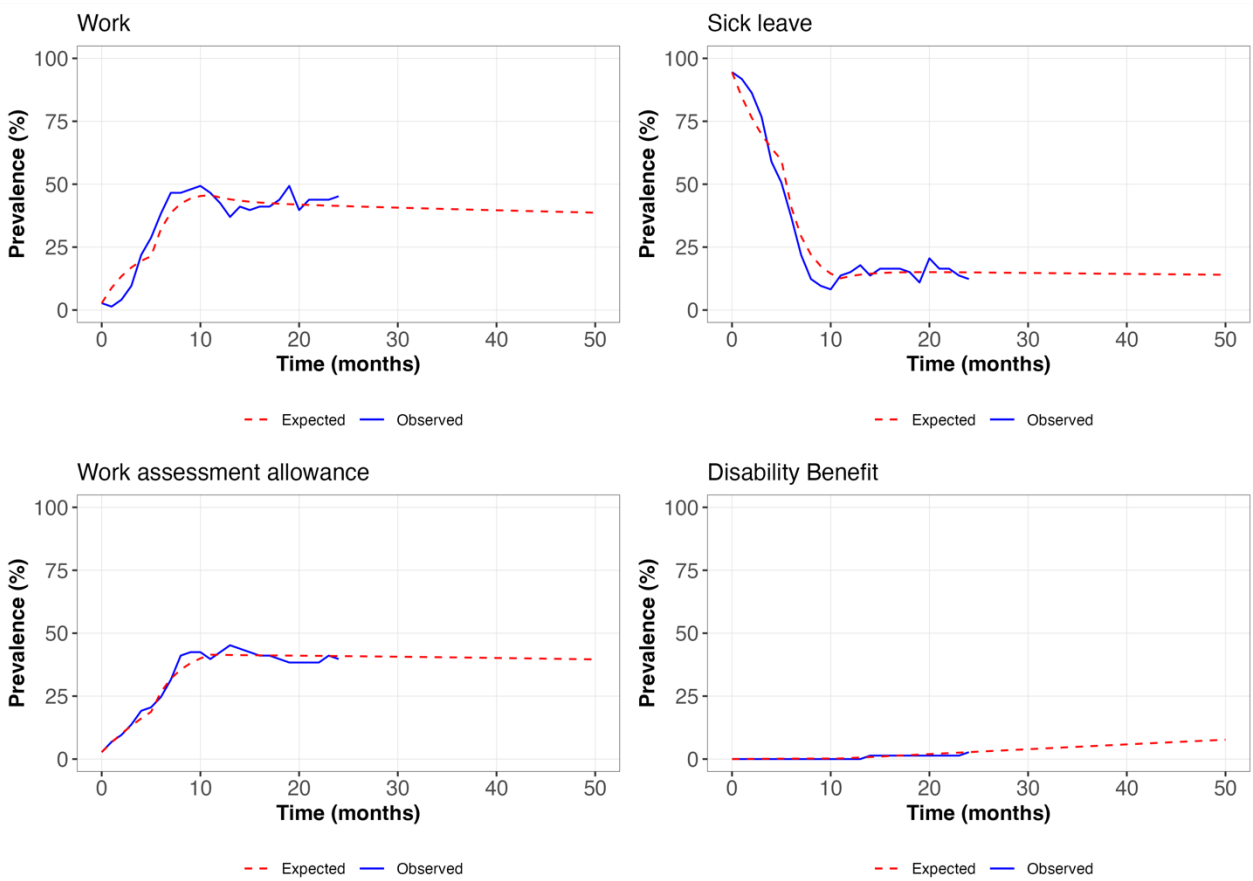 Work
Prevalence (%)
100
75
50
25
0
0 10 20 30 40 50
Time (months)
Expected Observed
Sick leave
Prevalence (%)
100
75
50
25
0
0 10 20 30 40 50
Time (months)
Expected Observed
Work assessment allowance
Prevalence (%)
100
75
50
25
0
0 10 20 30 40 50
Time (months)
Expected Observed
Disability Benefit
Prevalence (%)
100
75
50
25
0
0 10 20 30 40 50
Time (months)
Expected Observed